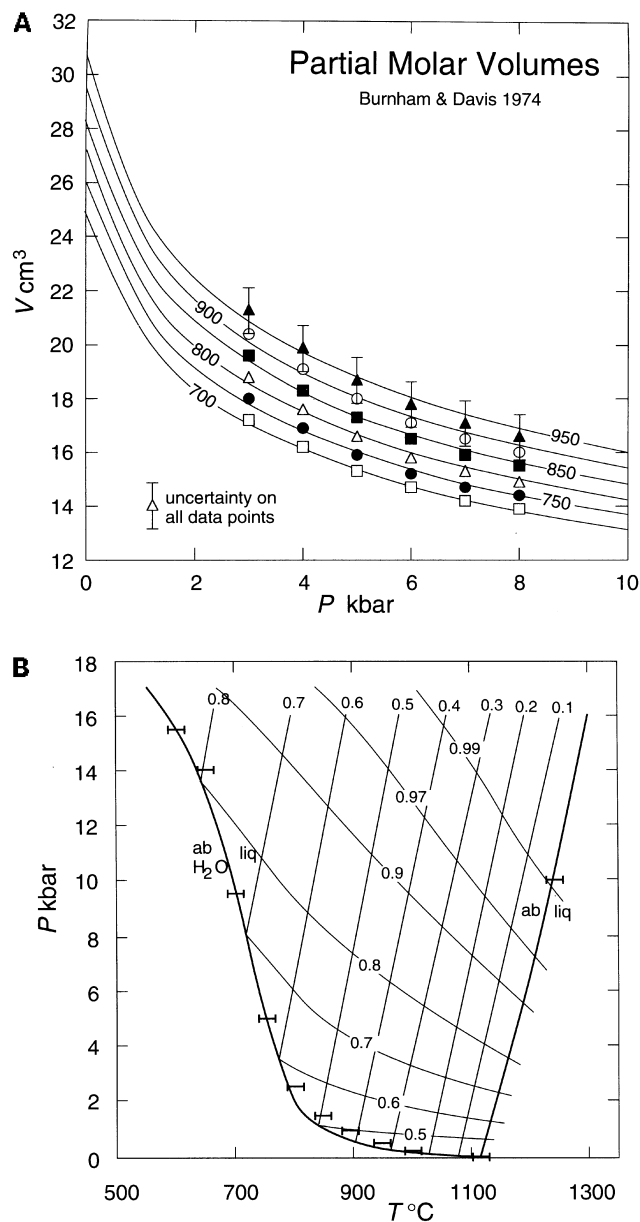 A
Partial Molar Volumes
Burnham & Davis 1974
32
30
28
26
24
22
20
18
16
14
12
V cm³
900
800
700
950
850
750
uncertainty on
all data points
0 2 4 6 8 10
P kbar
B
18
16
14
12
10
8
6
4
2
0
P kbar
0.8 0.7 0.6 0.5 0.4 0.3 0.2 0.1
0.99
0.97
0.9
0.8
0.7
0.6
0.5
ab liq
H₂O
ab liq
500 700 900 1100 1300
T °C